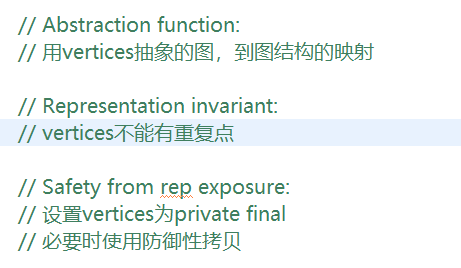 // Abstraction function:
// 用vertices抽象的图，到图结构的映射
// Representation invariant:
// vertices不能有重复点
// Safety from rep exposure:
// 设置vertices为private final
// 必要时使用防御性拷贝